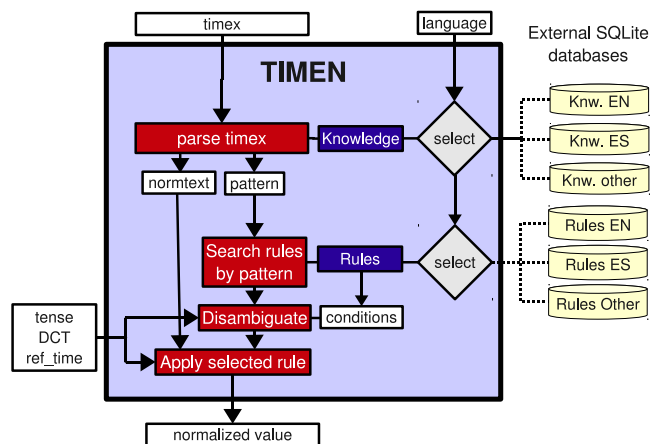 timex
language
External SQLite
databases
TIMEN
Knw. EN
parse timex
Knowledge
select
Knw. ES
normtext
pattern
Knw. other
Search rules
by pattern
Rules
select
Rules EN
Rules ES
Rules Other
tense
DCT
ref_time
Disambiguate
conditions
Apply selected rule
normalized value